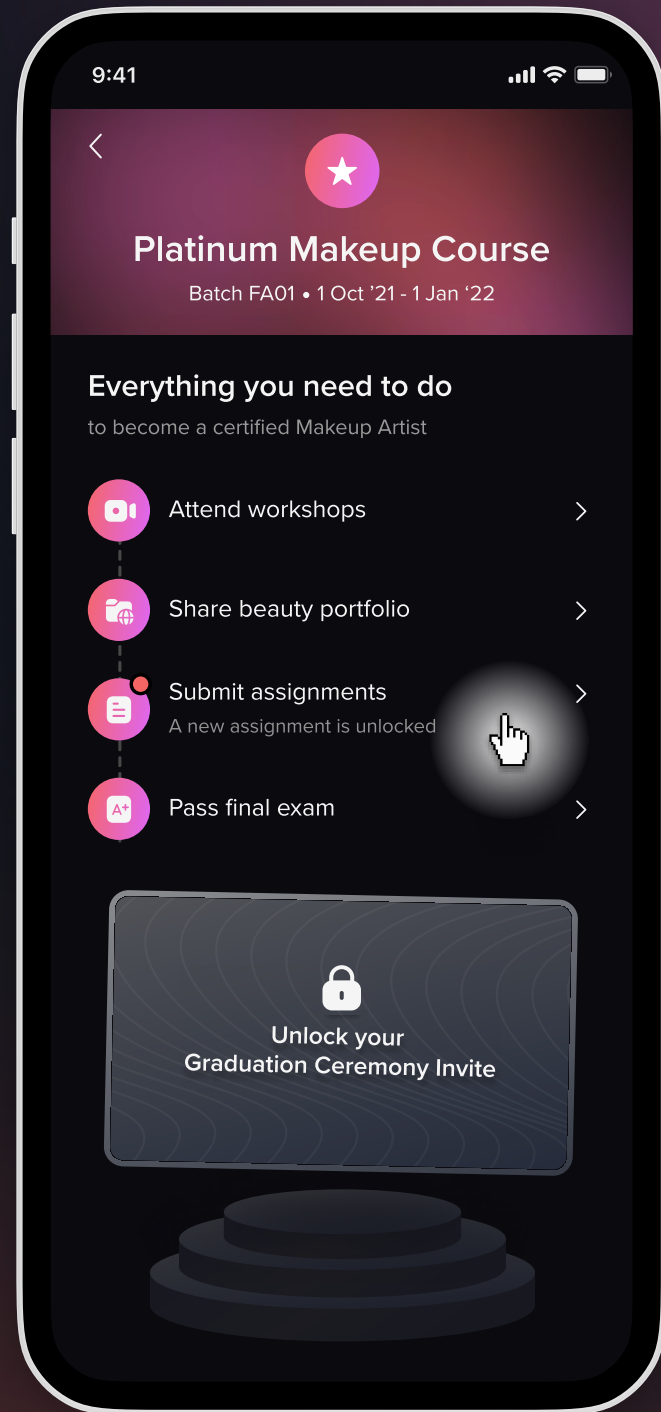 9:41
Platinum Makeup Course
Batch FA01 • 1 Oct ’21 - 1 Jan ‘22
Everything you need to do
to become a certified Makeup Artist
Attend workshops
Share beauty portfolio
Submit assignments
A new assignment is unlocked
A+
Pass final exam
Unlock your
Graduation Ceremony Invite